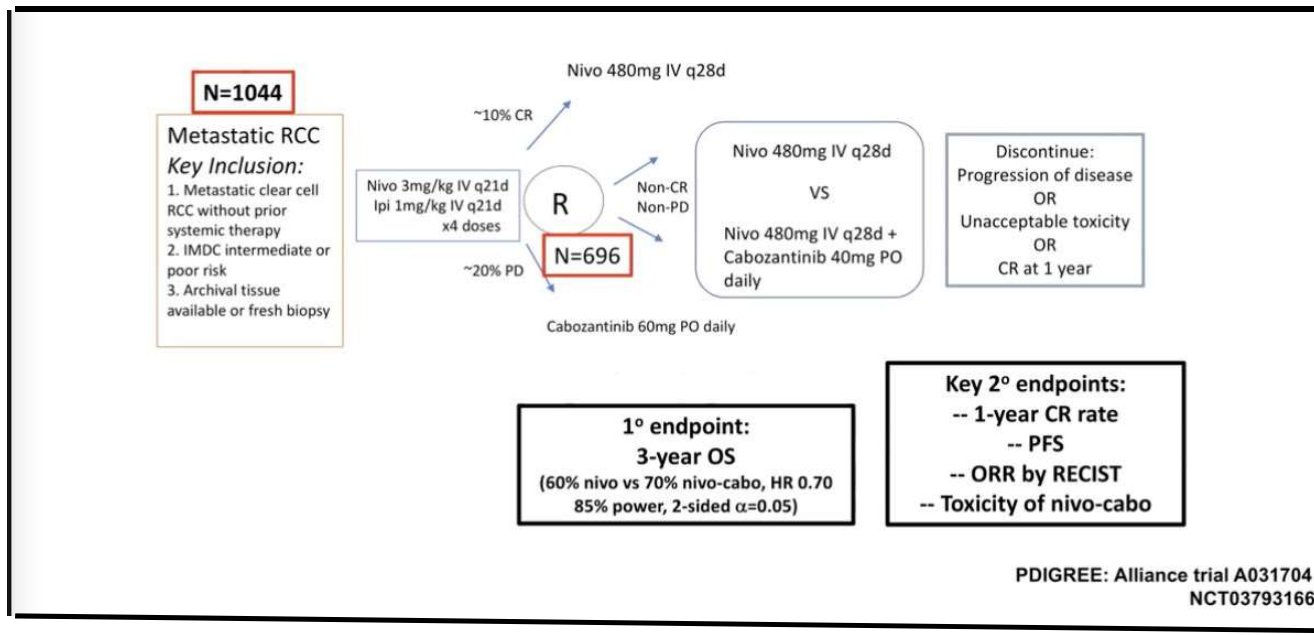 N=1044
Metastatic RCC
Key Inclusion:
1. Metastatic clear cell
RCC without prior
systemic therapy
2. IMDC intermediate or
poor risk
3. Archival tissue
available or fresh biopsy
Nivo 3mg/kg IV q21d
Ipi 1mg/kg IV q21d
x4 doses
~10% CR
Nivo 480mg IV q28d
R
N=696
~20% PD
Cabozantinib 60mg PO daily
Non-CR
Non-PD
Nivo 480mg IV q28d
VS
Nivo 480mg IV q28d +
Cabozantinib 40mg PO
daily
Discontinue:
Progression of disease
OR
Unacceptable toxicity
OR
CR at 1 year
1º endpoint:
3-year OS
(60% nivo vs 70% nivo-cabo, HR 0.70
85% power, 2-sided α=0.05)
Key 2º endpoints:
-- 1-year CR rate
-- PFS
-- ORR by RECIST
-- Toxicity of nivo-cabo
PDIGREE: Alliance trial A031704
NCT03793166